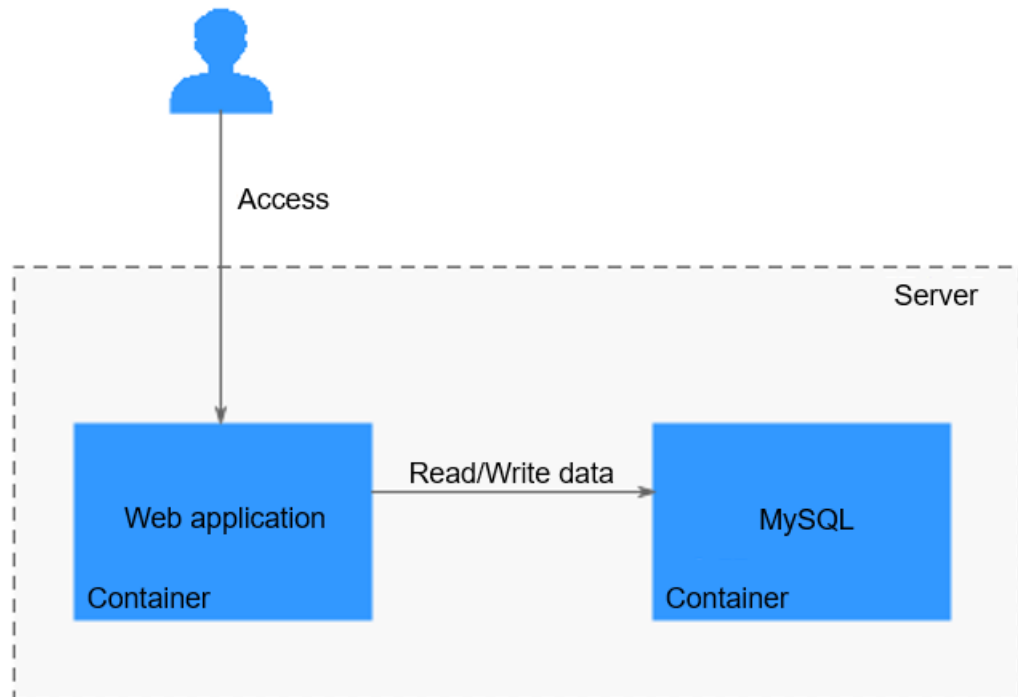 Access
Server
Read/Write data
Web application
MySQL
Container
Container